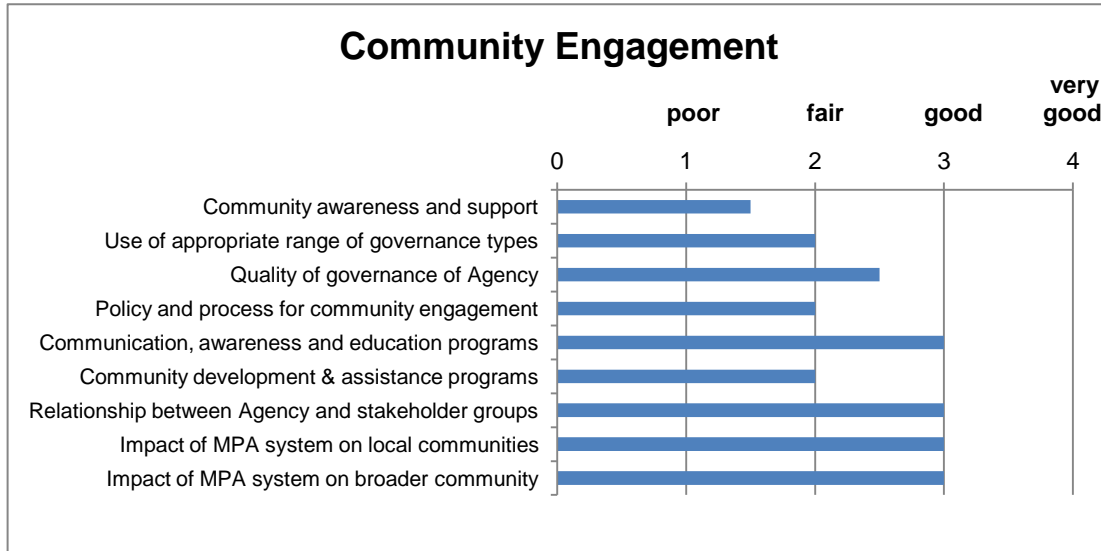 Community Engagement
very
poor fair good good
0 1 2 3 4
Community awareness and support
Use of appropriate range of governance types
Quality of governance of Agency
Policy and process for community engagement
Communication, awareness and education programs
Community development & assistance programs
Relationship between Agency and stakeholder groups
Impact of MPA system on local communities
Impact of MPA system on broader community